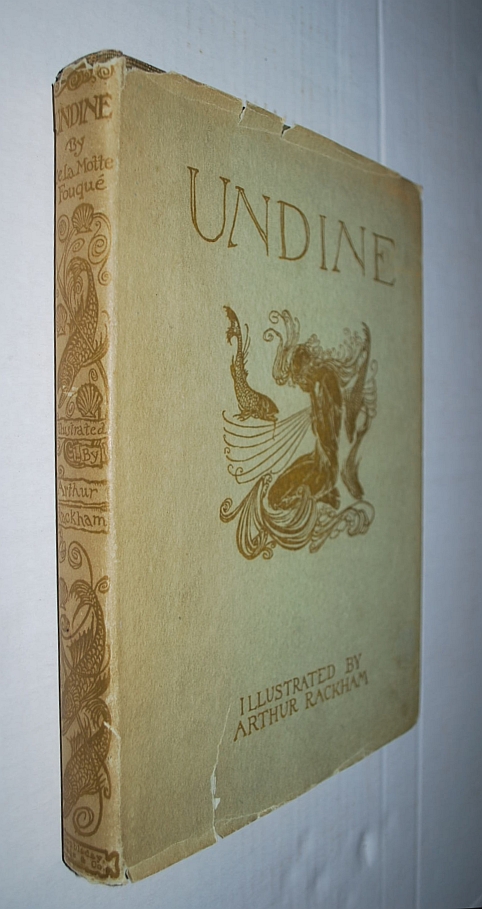 UNDINE
By
De la Motte
Fouqué
Illustrated
By
Arthur
Rackham
UNDINE
ILLUSTRATED BY
ARTHUR RACKHAM